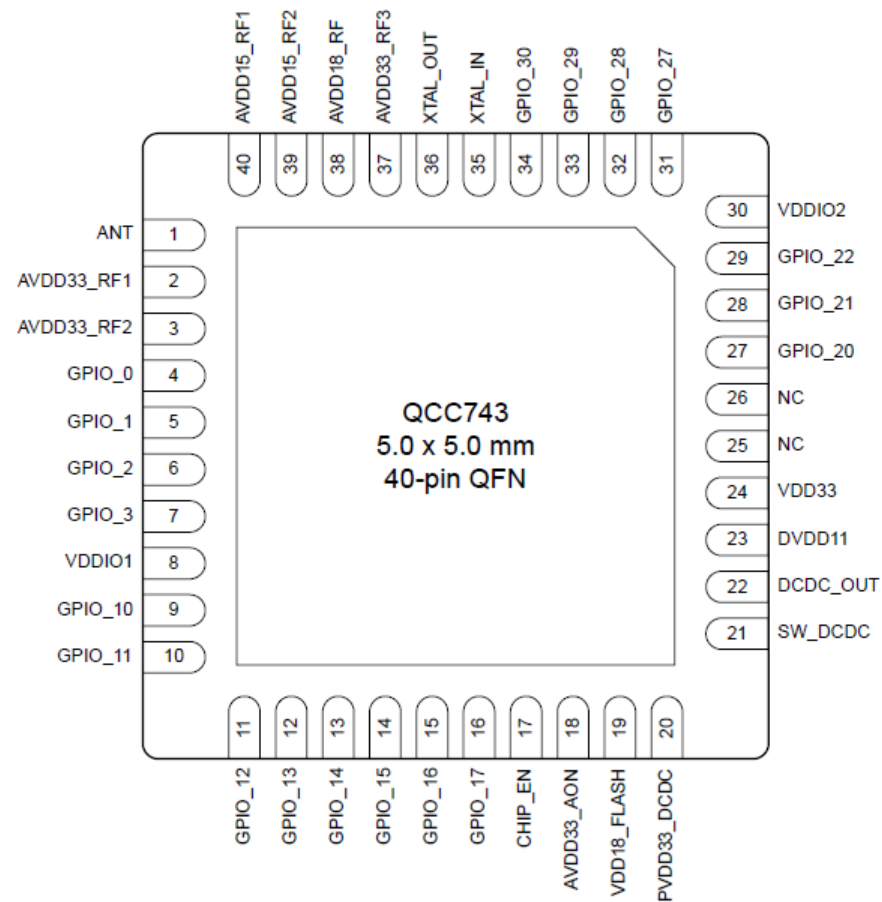 AVDD15_RF1
AVDD15_RF2
AVDD18_RF
AVDD33_RF3
XTAL_OUT
XTAL_IN
GPIO_30
GPIO_29
GPIO_28
GPIO_27
40 39 38 37 36 35 34 33 32 31
ANT 1
AVDD33_RF1 2
AVDD33_RF2 3
GPIO_0 4
GPIO_1 5
GPIO_2 6
GPIO_3 7
VDDIO1 8
GPIO_10 9
GPIO_11 10
QCC743
5.0 x 5.0 mm
40-pin QFN
30 VDDIO2
29 GPIO_22
28 GPIO_21
27 GPIO_20
26 NC
25 NC
24 VDD33
23 DVDD11
22 DCDC_OUT
21 SW_DCDC
11 12 13 14 15 16 17 18 19 20
GPIO_12
GPIO_13
GPIO_14
GPIO_15
GPIO_16
GPIO_17
CHIP_EN
AVDD33_AON
VDD18_FLASH
PVDD33_DCDC